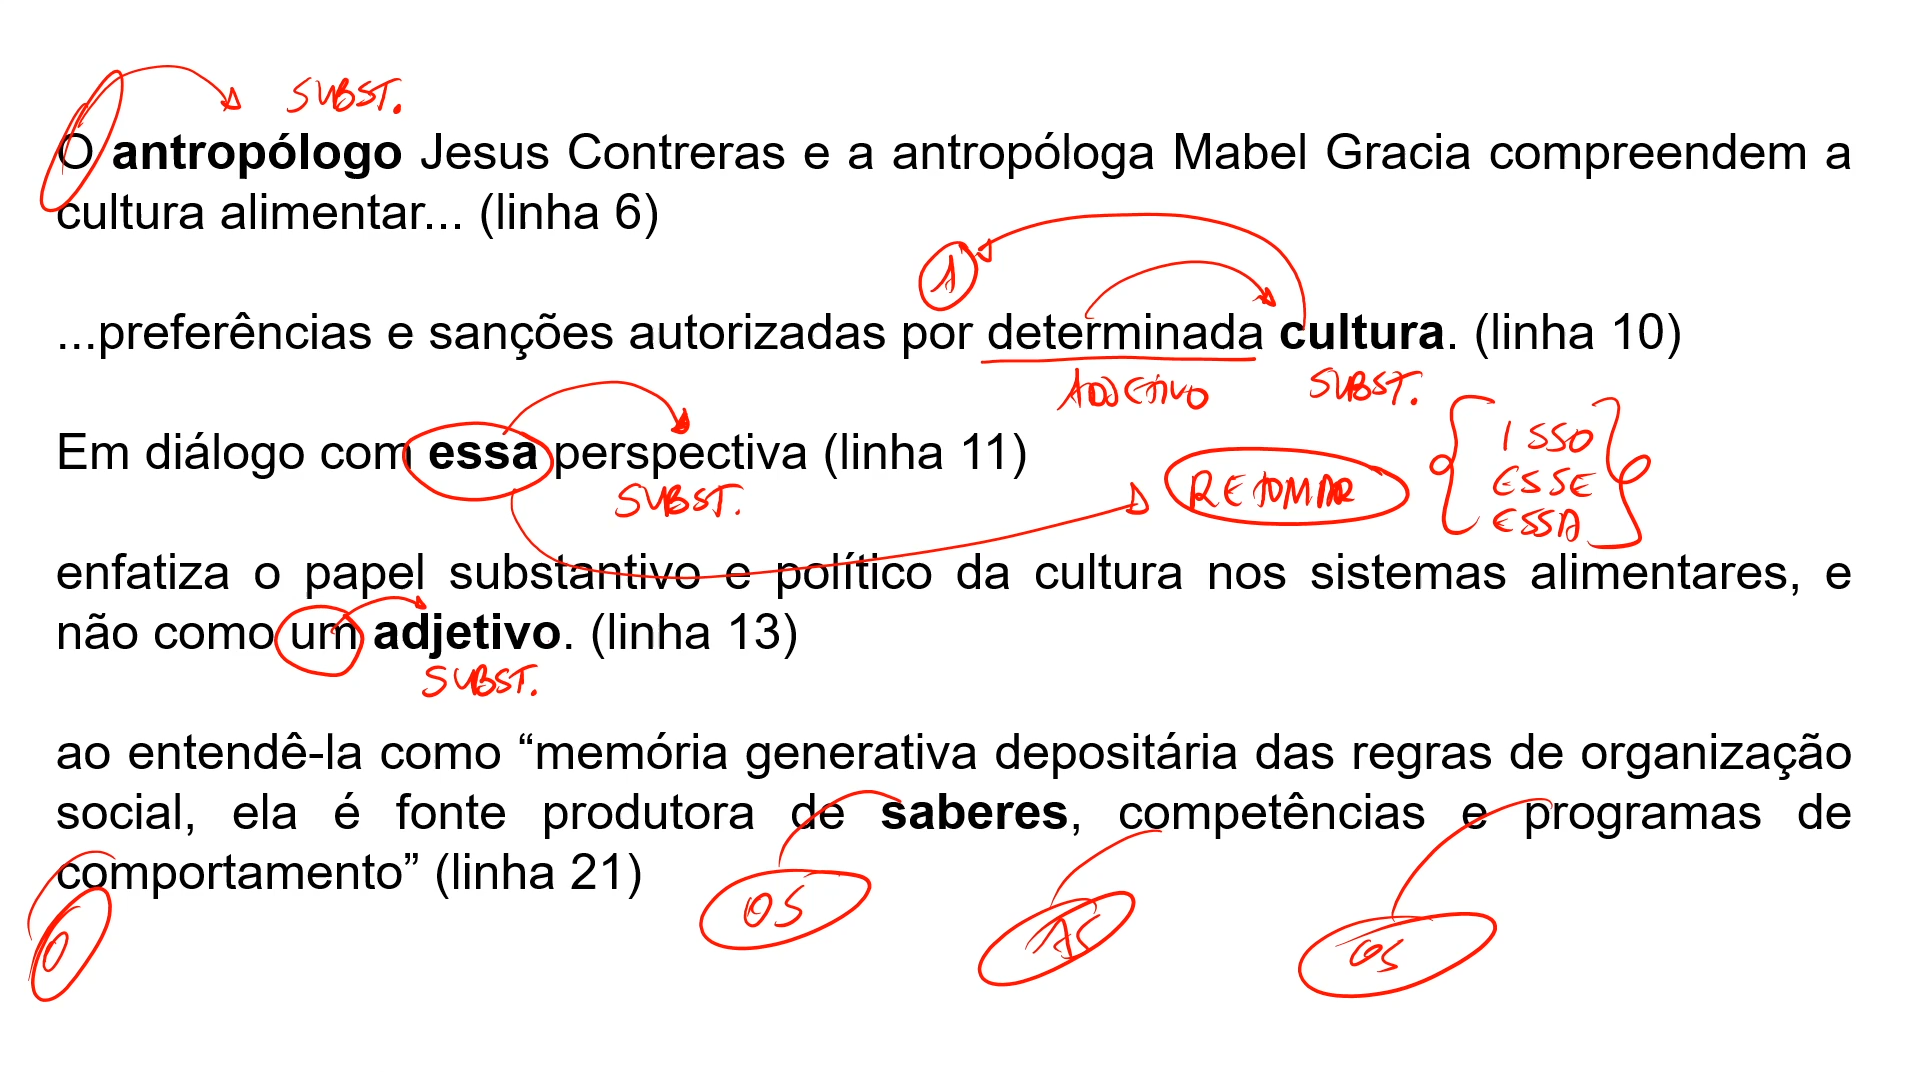 SUBST.
O antropólogo Jesus Contreras e a antropóloga Mabel Gracia compreendem a
cultura alimentar... (linha 6)
A
...preferências e sanções autorizadas por determinada cultura. (linha 10)
ADJETIVO SUBST.
Em diálogo com essa perspectiva (linha 11)
SUBST.
RETOMAR
ISSO
ESSE
ESSA
enfatiza o papel substantivo e político da cultura nos sistemas alimentares, e
não como um adjetivo. (linha 13)
SUBST.
ao entendê-la como “memória generativa depositária das regras de organização
social, ela é fonte produtora de saberes, competências e programas de
comportamento” (linha 21)
O OS AS OS